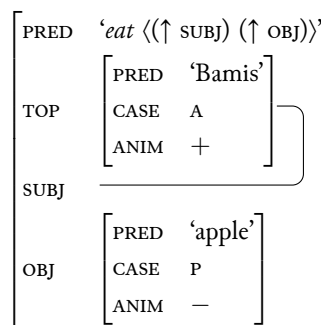 PRED ‘eat ⟨(↑ SUBJ) (↑ OBJ)⟩’
PRED ‘Bamis’
TOP CASE A
ANIM +
SUBJ
PRED ‘apple’
OBJ CASE P
ANIM −